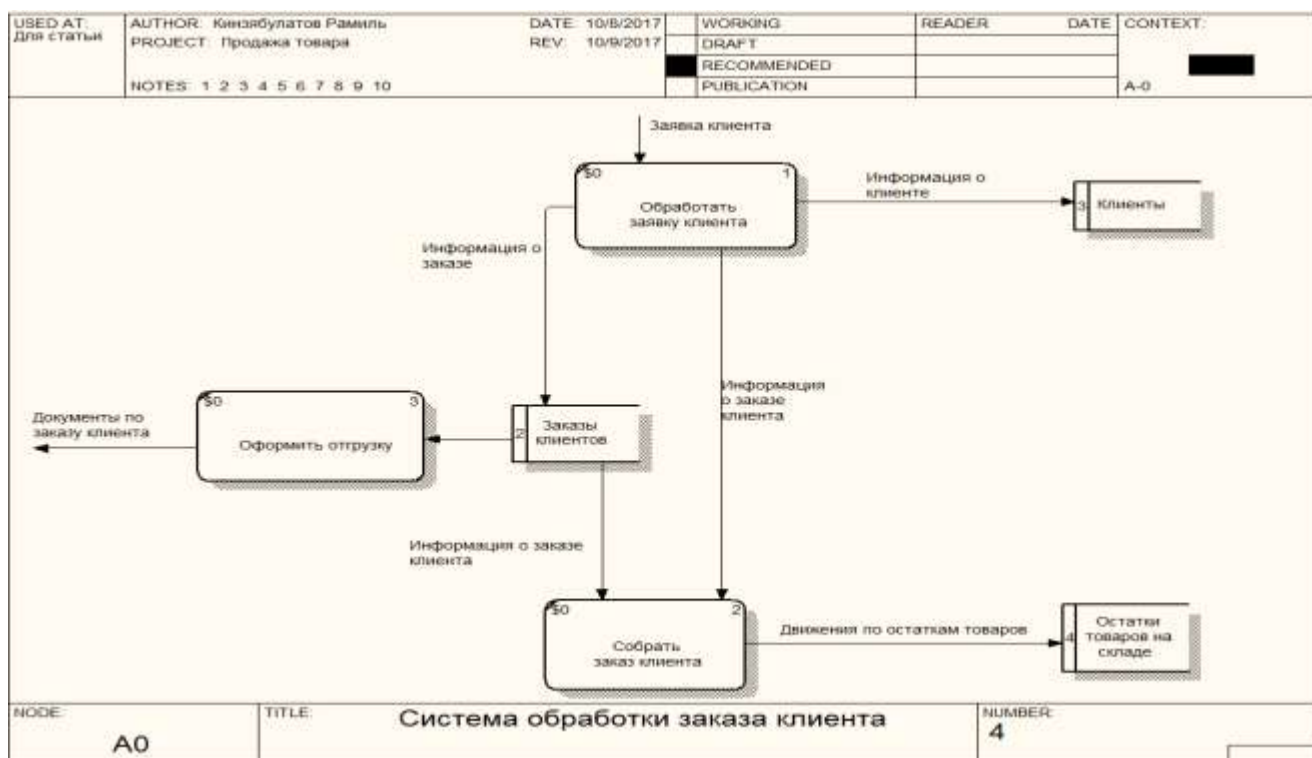 USED AT:
Для статьи
AUTHOR: Кинзябулатов Рамиль
DATE: 10/8/2017
PROJECT: Продажа товара
REV: 10/9/2017
NOTES: 1 2 3 4 5 6 7 8 9 10
WORKING
DRAFT
RECOMMENDED
PUBLICATION
READER
DATE
CONTEXT:
A-0
Заявка клиента
$0
1
Обработать
заявку клиента
Информация о
клиенте
3
Клиенты
Информация о
заказе
Информация
о заказе
клиента
Документы по
заказу клиента
$0
3
Оформить отгрузку
2
Заказы
клиентов
Информация о заказе
клиента
$0
2
Собрать
заказ клиента
Движения по остаткам товаров
4
Остатки
товаров на
складе
NODE:
A0
TITLE:
Система обработки заказа клиента
NUMBER:
4